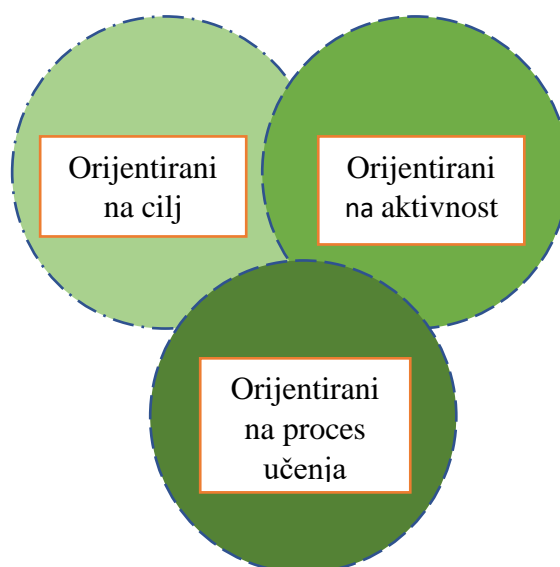 Orijentirani
na cilj
Orijentirani
na aktivnost
Orijentirani
na proces
učenja